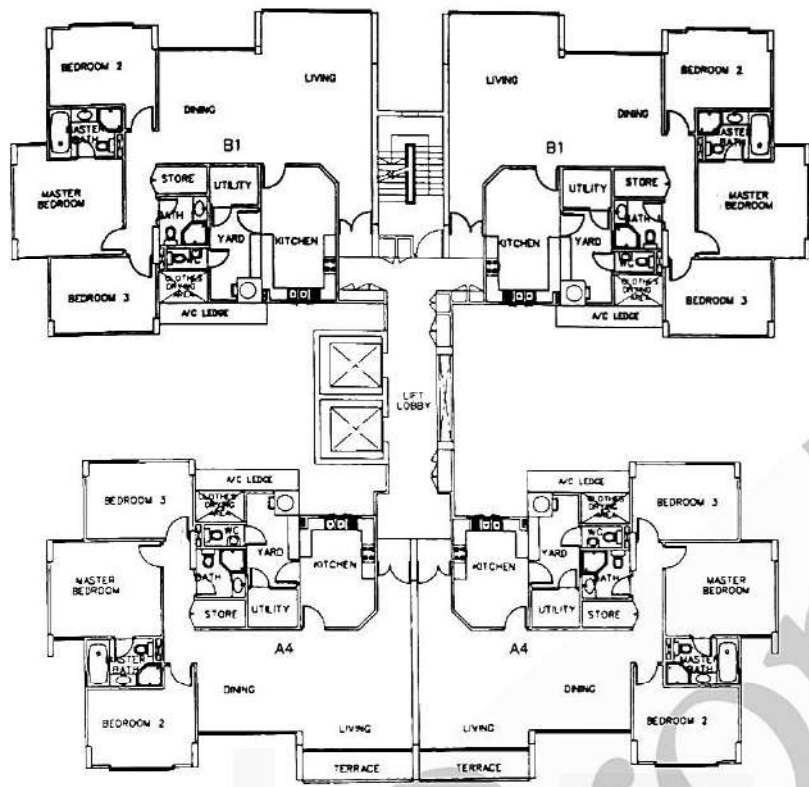 BEDROOM 2
LIVING
DINING
MASTER
BATH
B1
STORE
UTILITY
MASTER
BEDROOM
BATH
YARD
KITCHEN
WC
BEDROOM 3
CLOTHES
DRYING
AREA
A/C LEDGE
LIVING
BEDROOM 2
DINING
MASTER
BATH
B1
UTILITY
STORE
MASTER
BEDROOM
BATH
KITCHEN
YARD
WC
CLOTHES
DRYING
AREA
BEDROOM 3
A/C LEDGE
LIFT
LOBBY
A/C LEDGE
BEDROOM 3
CLOTHES
DRYING
AREA
WC
YARD
KITCHEN
MASTER
BEDROOM
BATH
STORE
UTILITY
A4
MASTER
BATH
DINING
BEDROOM 2
LIVING
TERRACE
A/C LEDGE
CLOTHES
DRYING
AREA
BEDROOM 3
WC
YARD
KITCHEN
BATH
MASTER
BEDROOM
UTILITY
STORE
A4
MASTER
BATH
DINING
BEDROOM 2
LIVING
TERRACE